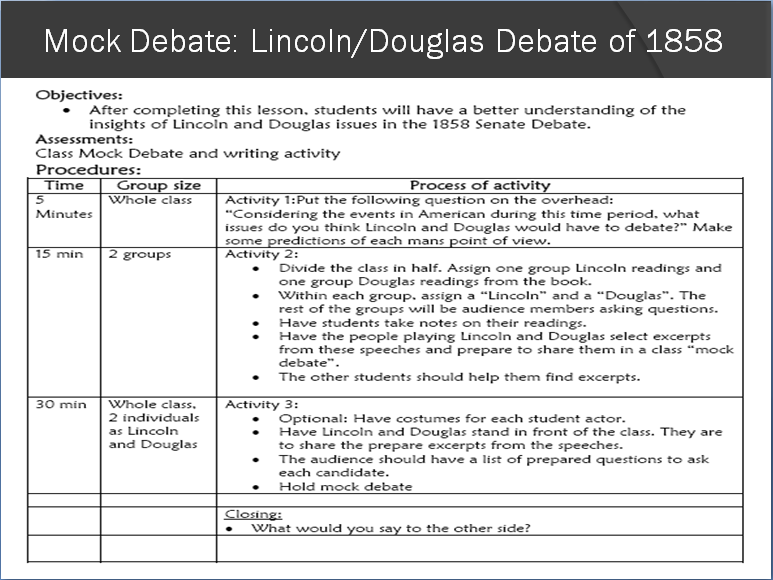 Mock Debate: Lincoln/Douglas Debate of 1858
Objectives:
• After completing this lesson, students will have a better understanding of the
insights of Lincoln and Douglas issues in the 1858 Senate Debate.
Assessments:
Class Mock Debate and writing activity
Procedures:
Time Group size Process of activity
5 Whole class Activity 1:Put the following question on the overhead:
Minutes "Considering the events in American during this time period, what
issues do you think Lincoln and Douglas would have to debate?" Make
some predictions of each mans point of view.
15 min 2 groups Activity 2:
• Divide the class in half. Assign one group Lincoln readings and
one group Douglas readings from the book.
• Within each group, assign a "Lincoln" and a "Douglas". The
rest of the groups will be audience members asking questions.
• Have students take notes on their readings.
• Have the people playing Lincoln and Douglas select excerpts
from these speeches and prepare to share them in a class "mock
debate".
• The other students should help them find excerpts.
30 min Whole class, Activity 3:
2 individuals • Optional: Have costumes for each student actor.
as Lincoln • Have Lincoln and Douglas stand in front of the class. They are
and Douglas to share the prepare excerpts from the speeches.
• The audience should have a list of prepared questions to ask
each candidate.
• Hold mock debate
Closing:
• What would you say to the other side?